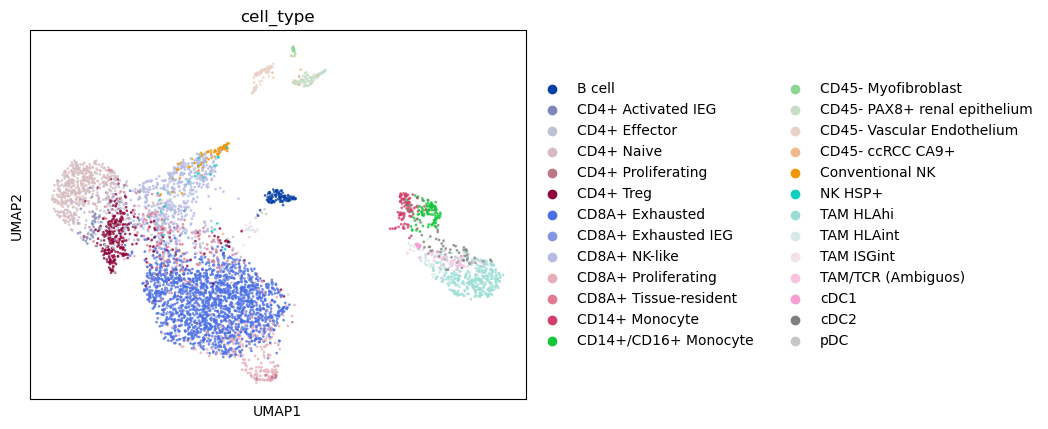 cell_type
UMAP2
UMAP1
B cell
CD4+ Activated IEG
CD4+ Effector
CD4+ Naive
CD4+ Proliferating
CD4+ Treg
CD8A+ Exhausted
CD8A+ Exhausted IEG
CD8A+ NK-like
CD8A+ Proliferating
CD8A+ Tissue-resident
CD14+ Monocyte
CD14+/CD16+ Monocyte
CD45- Myofibroblast
CD45- PAX8+ renal epithelium
CD45- Vascular Endothelium
CD45- ccRCC CA9+
Conventional NK
NK HSP+
TAM HLAhi
TAM HLAint
TAM ISGint
TAM/TCR (Ambiguos)
cDC1
cDC2
pDC